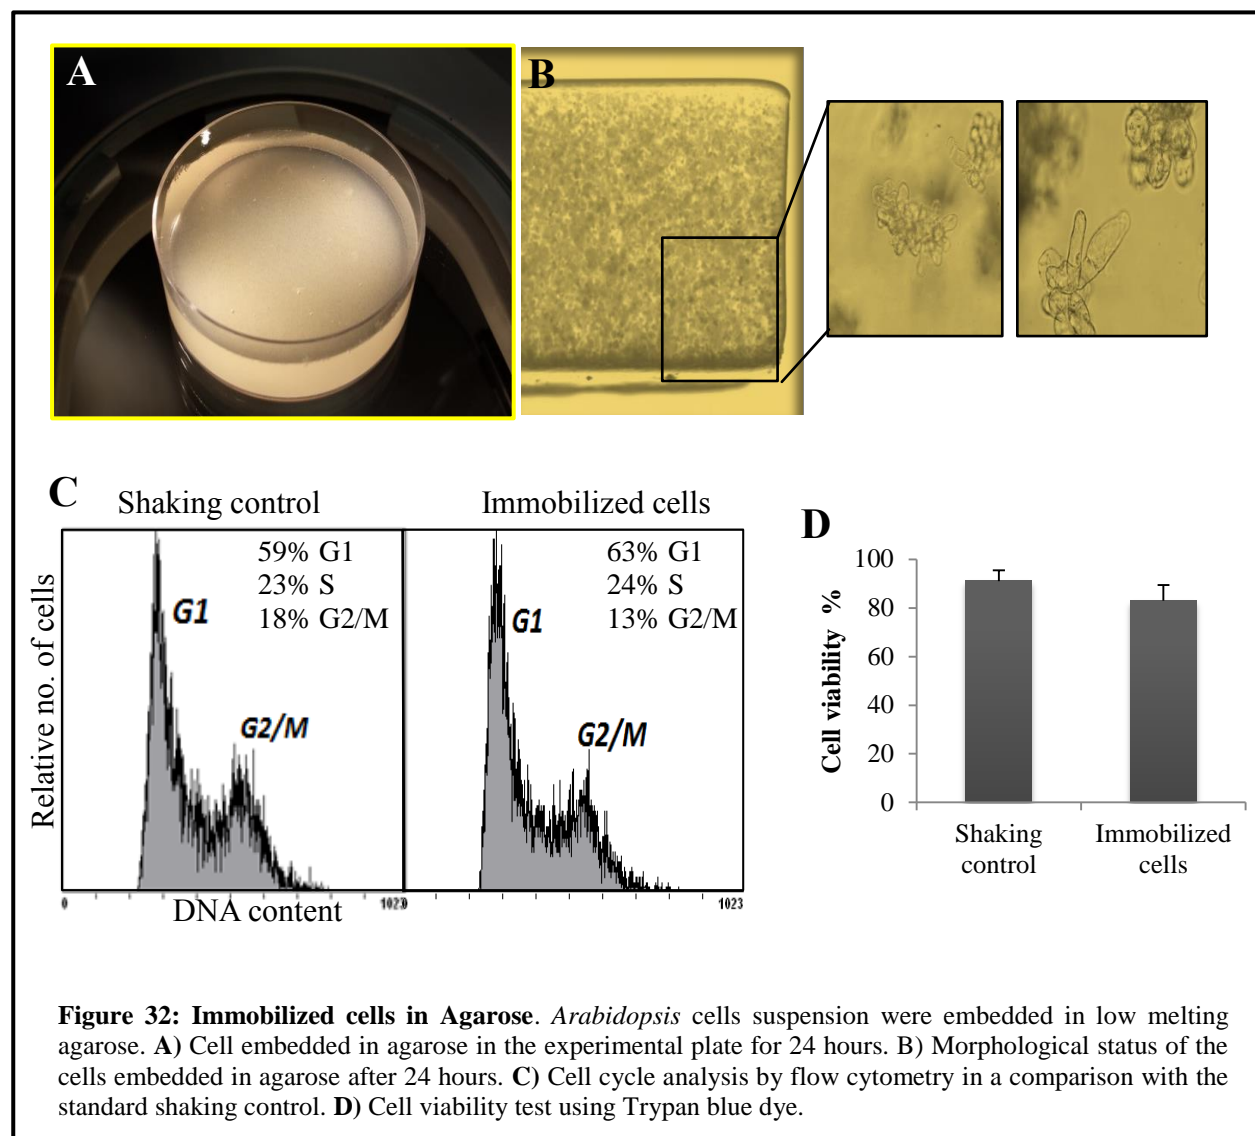 A
B
C
Shaking control
Immobilized cells
59% G1
23% S
18% G2/M
63% G1
24% S
13% G2/M
G1
G2/M
G1
G2/M
Relative no. of cells
0
1023
0
1023
DNA content
D
Cell viability %
100
80
60
40
20
0
Shaking
control
Immobilized
cells
Figure 32: Immobilized cells in Agarose. Arabidopsis cells suspension were embedded in low melting
agarose. A) Cell embedded in agarose in the experimental plate for 24 hours. B) Morphological status of the
cells embedded in agarose after 24 hours. C) Cell cycle analysis by flow cytometry in a comparison with the
standard shaking control. D) Cell viability test using Trypan blue dye.